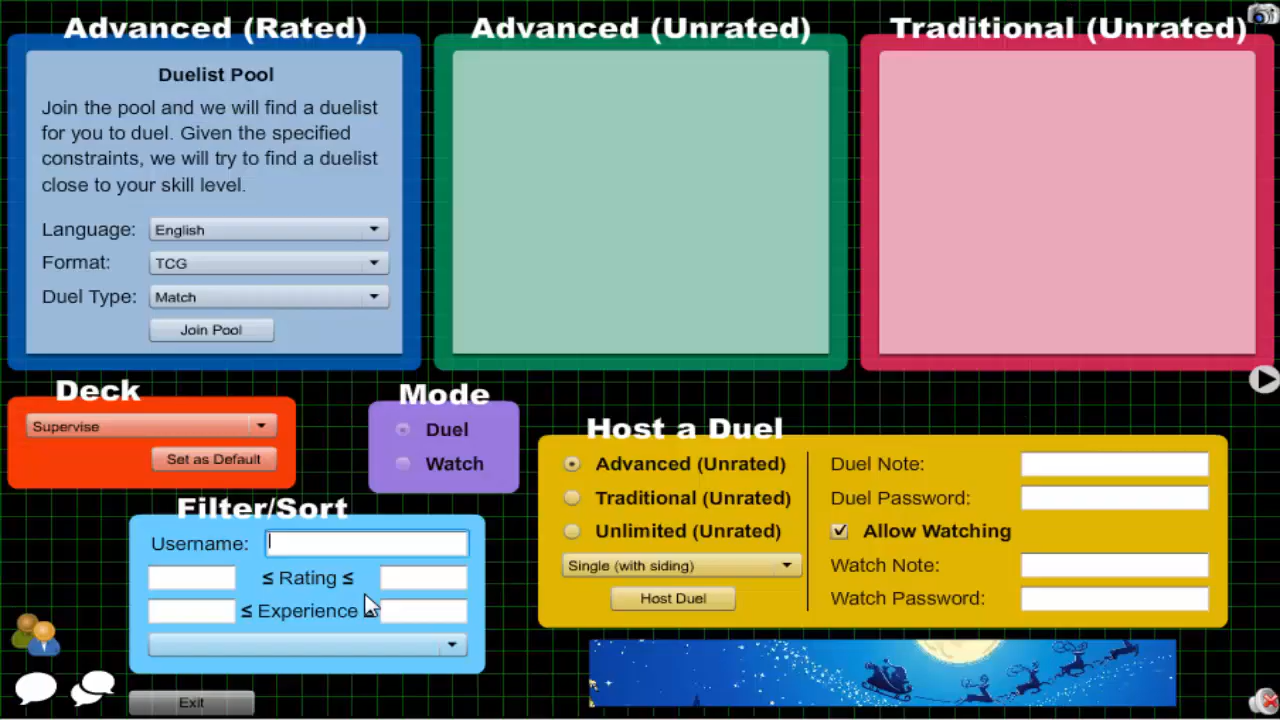 Advanced (Rated)
Duelist Pool
Join the pool and we will find a duelist
for you to duel. Given the specified
constraints, we will try to find a duelist
close to your skill level.
Language: English
Format: TCG
Duel Type: Match
Join Pool
Advanced (Unrated)
Traditional (Unrated)
Deck
Supervise
Set as Default
Mode
Duel
Watch
Filter/Sort
Username:
≤ Rating ≤
≤ Experience ≤
Exit
Host a Duel
Advanced (Unrated)
Traditional (Unrated)
Unlimited (Unrated)
Single (with siding)
Host Duel
Duel Note:
Duel Password:
Allow Watching
Watch Note:
Watch Password: